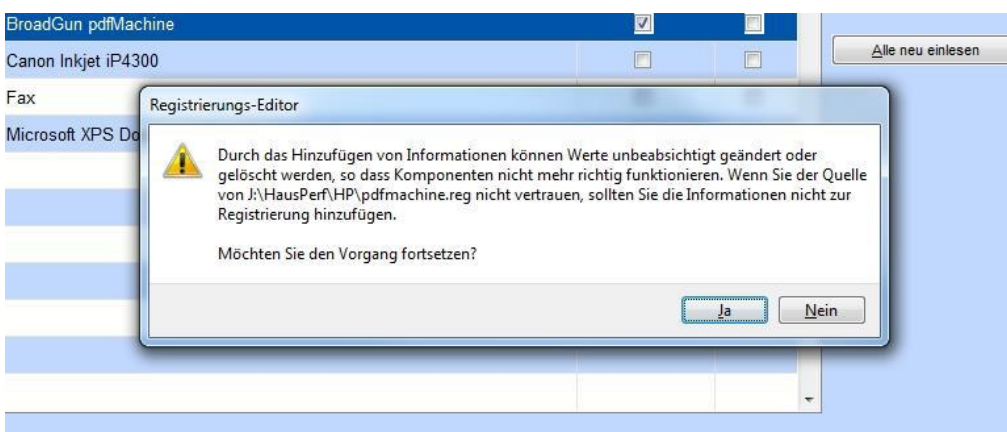 BroadGun pdfMachine
Canon Inkjet iP4300
Alle neu einlesen
Fax
Microsoft XPS Do
Registrierungs-Editor
Durch das Hinzufügen von Informationen können Werte unbeabsichtigt geändert oder
gelöscht werden, so dass Komponenten nicht mehr richtig funktionieren. Wenn Sie der Quelle
von J:\HausPerf\HP\pdfmachine.reg nicht vertrauen, sollten Sie die Informationen nicht zur
Registrierung hinzufügen.
Möchten Sie den Vorgang fortsetzen?
Ja
Nein